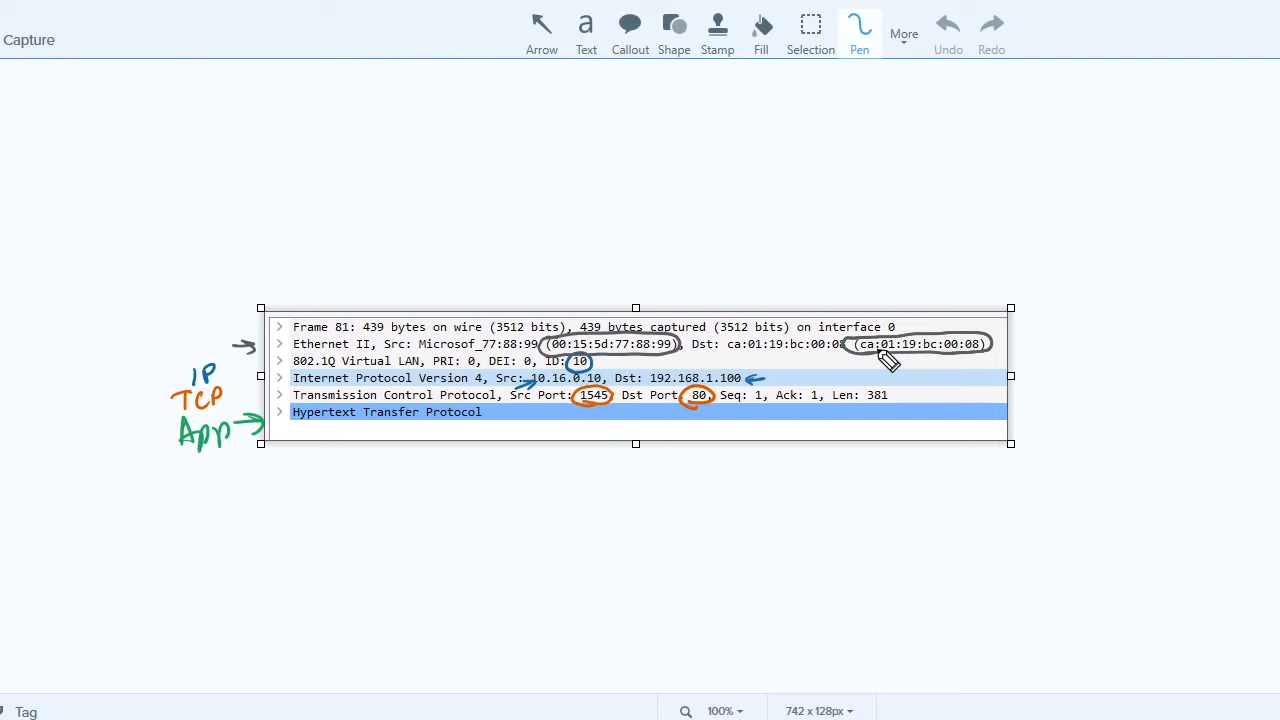 Capture
Arrow
Text
Callout
Shape
Stamp
Fill
Selection
Pen
More
Undo
Redo
Frame 81: 439 bytes on wire (3512 bits), 439 bytes captured (3512 bits) on interface 0
Ethernet II, Src: Microsof_77:88:99 (00:15:5d:77:88:99), Dst: ca:01:19:bc:00:08 (ca:01:19:bc:00:08)
802.1Q Virtual LAN, PRI: 0, DEI: 0, ID: 10
IP
Internet Protocol Version 4, Src: 10.16.0.10, Dst: 192.168.1.100
TCP
Transmission Control Protocol, Src Port: 1545, Dst Port: 80, Seq: 1, Ack: 1, Len: 381
App
Hypertext Transfer Protocol
Tag
100%
742 x 128px